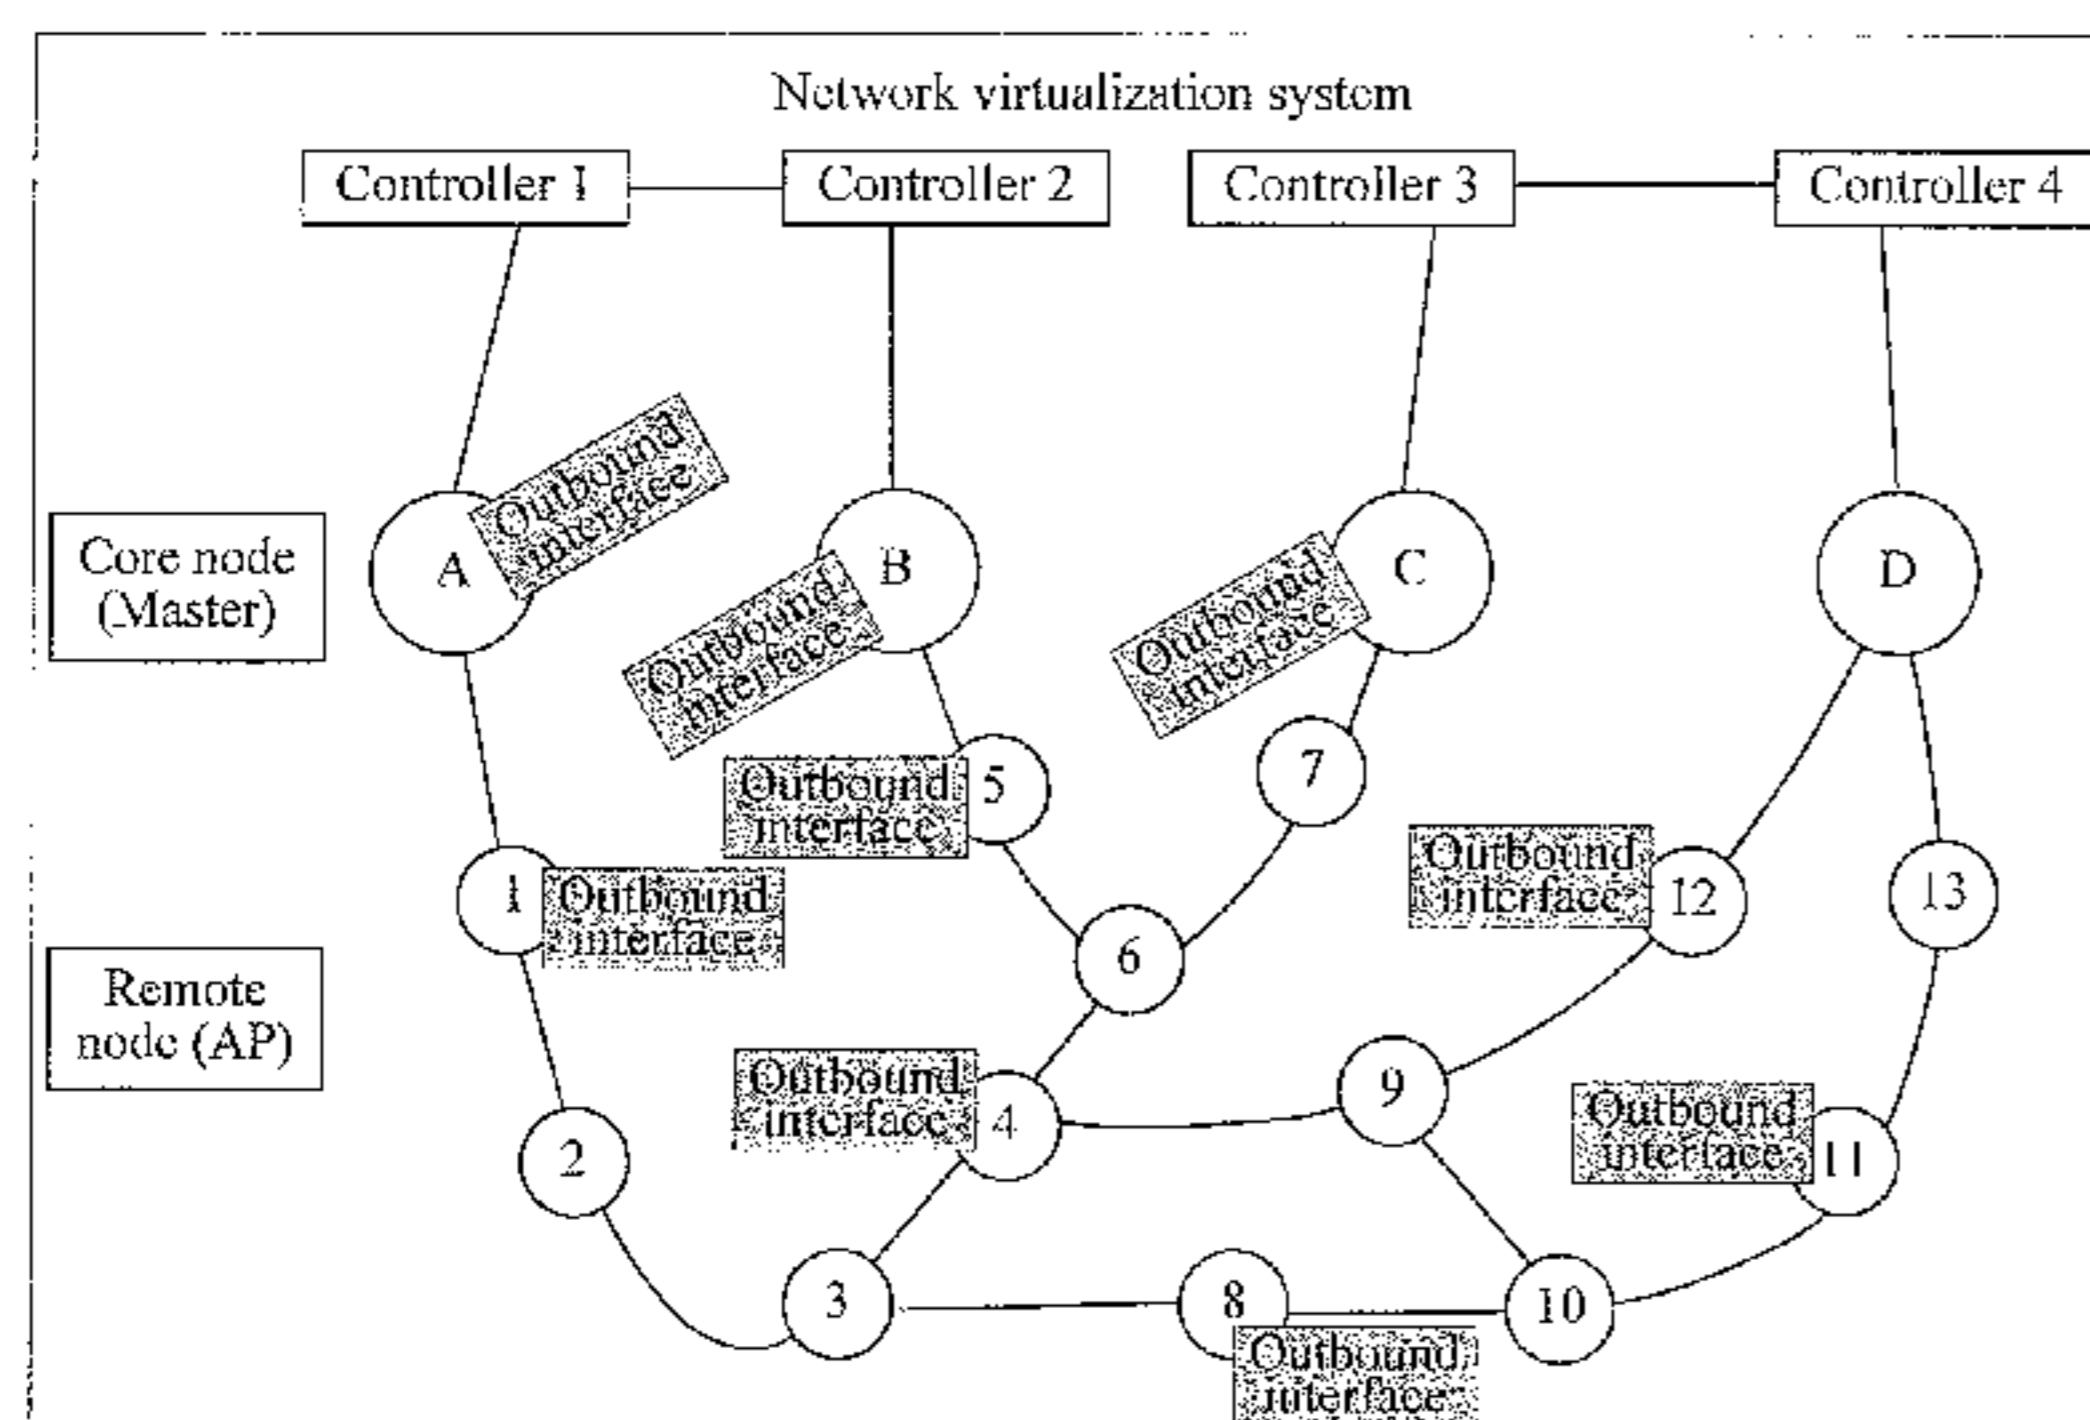 Network virtualization system
Controller 1
Controller 2
Controller 3
Controller 4
Outbound
interface
Core node
(Master)
A
B
C
D
Outbound
interface
Outbound
interface
5
Outbound
interface
7
1
Outbound
interface
Outbound
interface
12
13
6
Remote
node (AP)
Outbound
interface
4
9
Outbound
interface
11
2
3
8
10
Outbound
interface